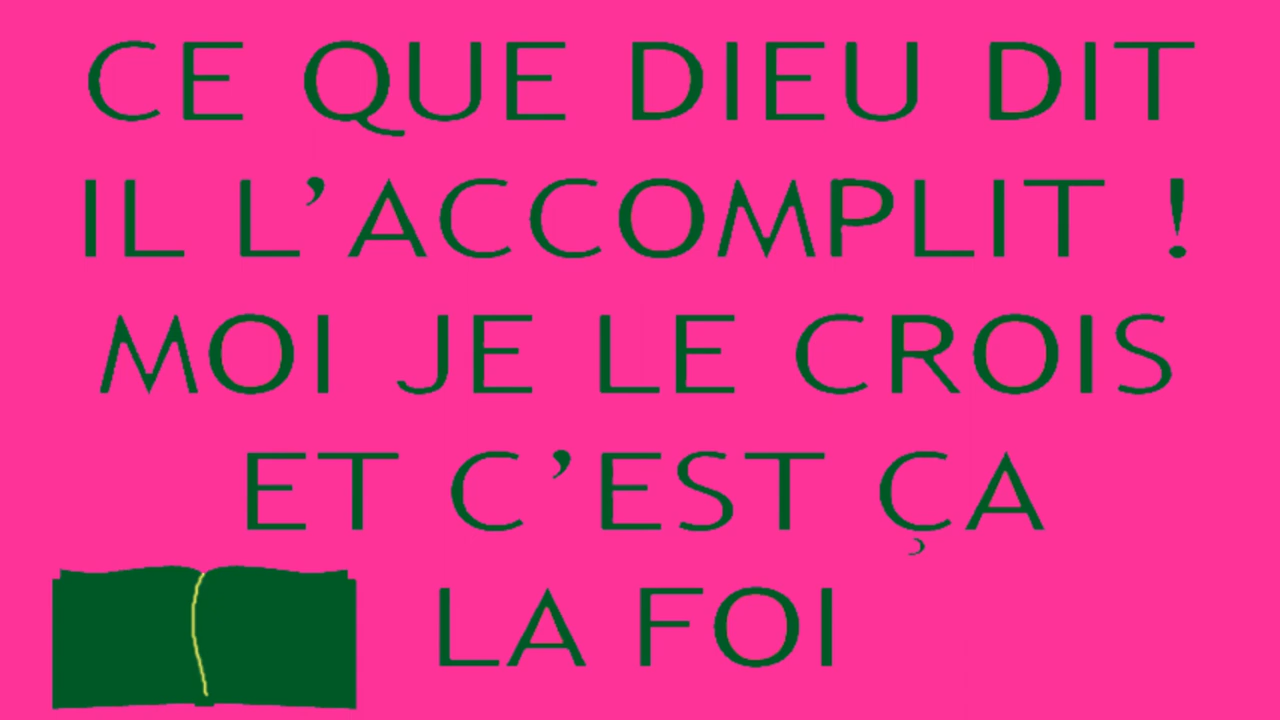 CE QUE DIEU DIT
IL L’ACCOMPLIT !
MOI JE LE CROIS
ET C’EST ÇA
LA FOI